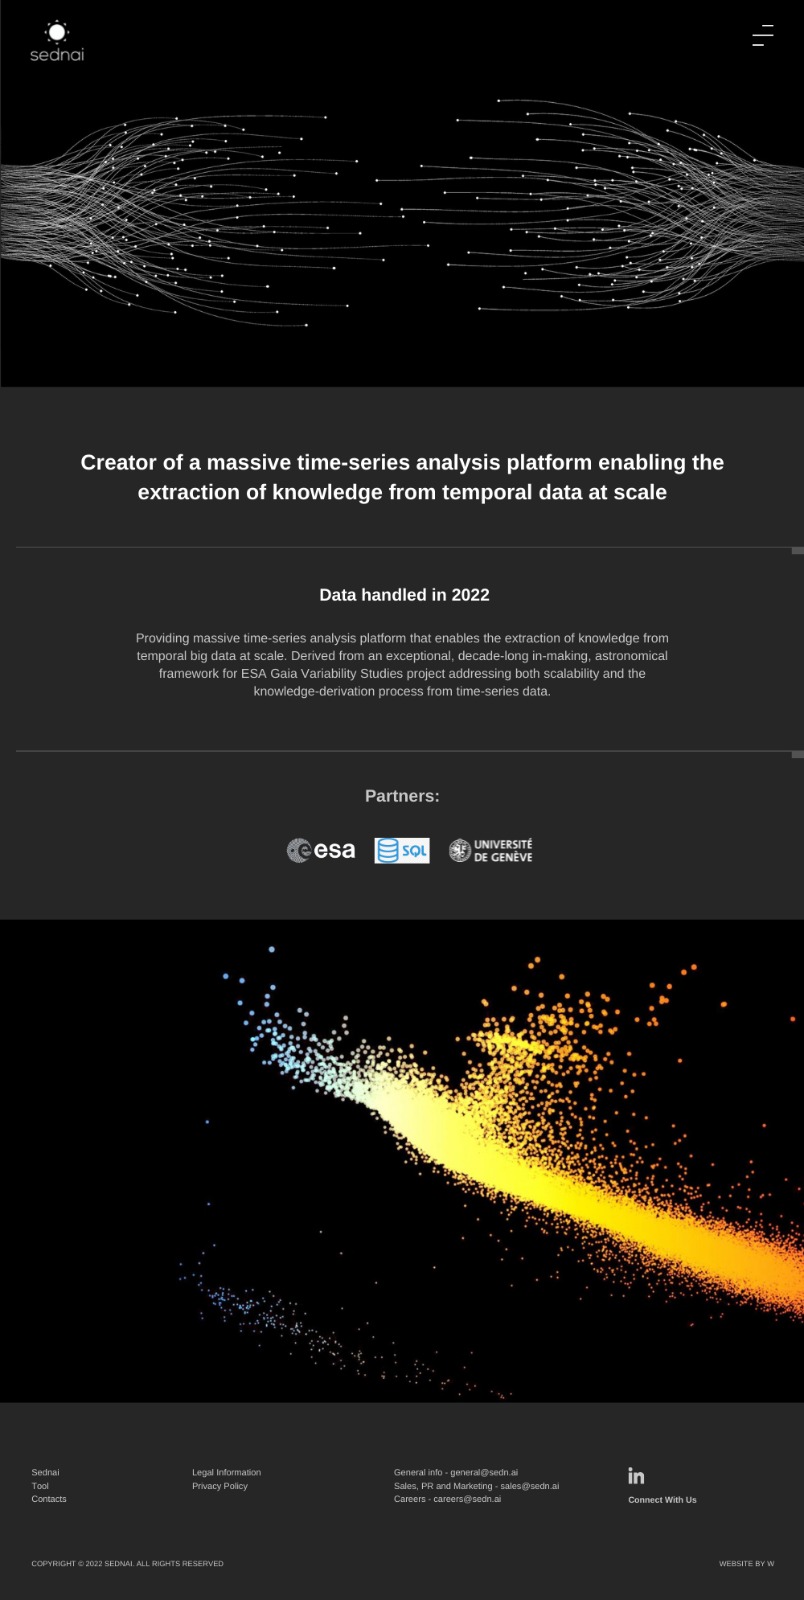 sednai
Creator of a massive time-series analysis platform enabling the
extraction of knowledge from temporal data at scale
Data handled in 2022
Providing massive time-series analysis platform that enables the extraction of knowledge from
temporal big data at scale. Derived from an exceptional, decade-long in-making, astronomical
framework for ESA Gaia Variability Studies project addressing both scalability and the
knowledge-derivation process from time-series data.
Partners:
esa SQL UNIVERSITÉ
DE GENÈVE
Sednai Legal Information General info - general@sedn.ai in
Tool Privacy Policy Sales, PR and Marketing - sales@sedn.ai
Contacts Careers - careers@sedn.ai Connect With Us
COPYRIGHT © 2022 SEDNAI. ALL RIGHTS RESERVED WEBSITE BY W